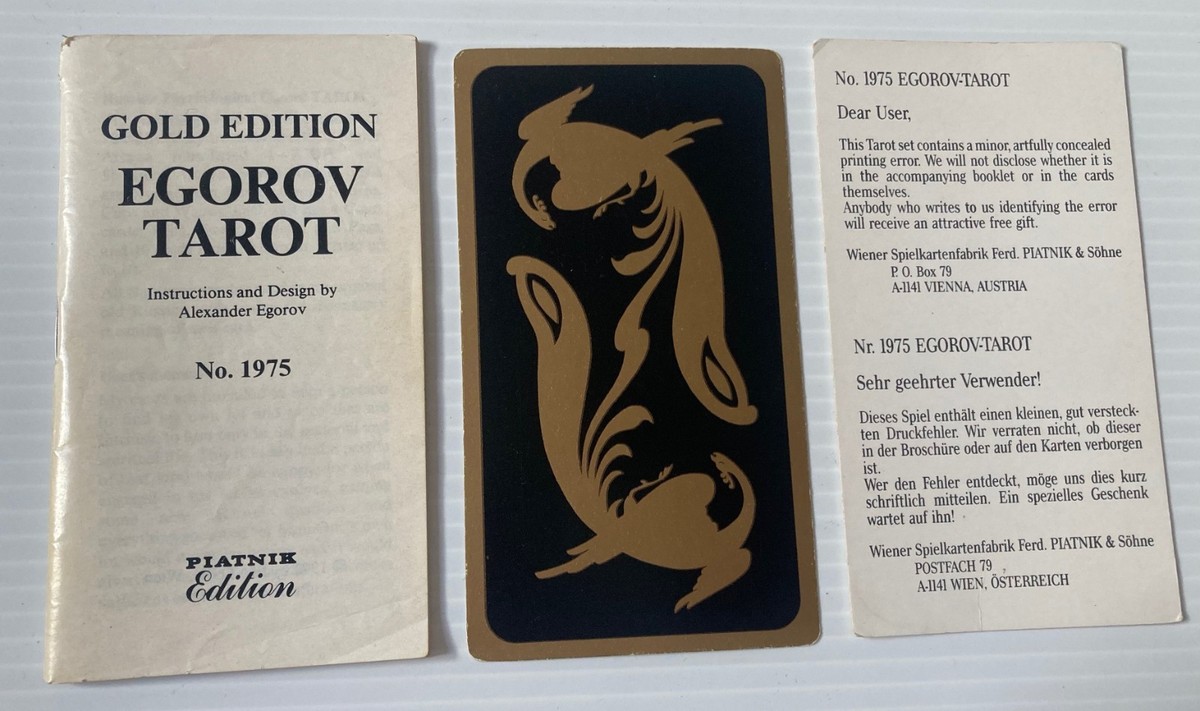 GOLD EDITION
EGOROV
TAROT
Instructions and Design by
Alexander Egorov
No. 1975
PIATNIK
Edition
No. 1975 EGOROV-TAROT
Dear User,
This Tarot set contains a minor, artfully concealed
printing error. We will not disclose whether it is
in the accompanying booklet or in the cards
themselves.
Anybody who writes to us identifying the error
will receive an attractive free gift.
Wiener Spielkartenfabrik Ferd. PIATNIK & Söhne
P. O. Box 79
A-1141 VIENNA, AUSTRIA
Nr. 1975 EGOROV-TAROT
Sehr geehrter Verwender!
Dieses Spiel enthält einen kleinen, gut versteck-
ten Druckfehler. Wir verraten nicht, ob dieser
in der Broschüre oder auf den Karten verborgen
ist.
Wer den Fehler entdeckt, möge uns dies kurz
schriftlich mitteilen. Ein spezielles Geschenk
wartet auf ihn!
Wiener Spielkartenfabrik Ferd. PIATNIK & Söhne
POSTFACH 79
A-1141 WIEN, ÖSTERREICH